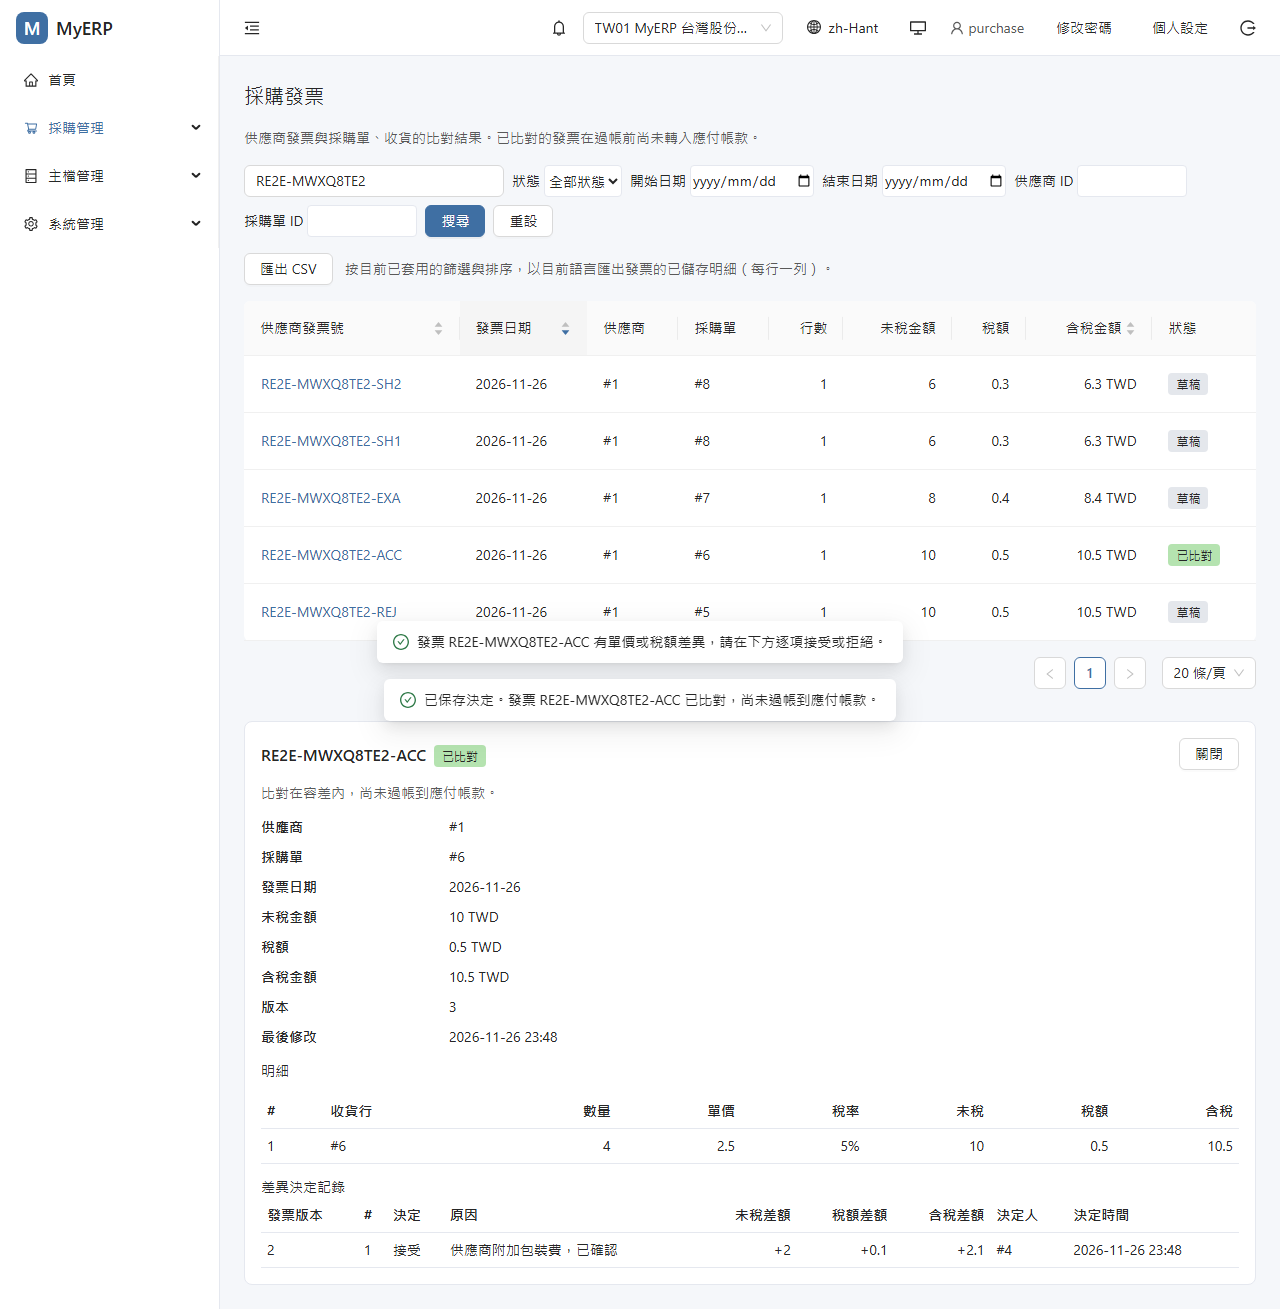 M MyERP
TW01 MyERP 台灣股份... zh-Hant purchase 修改密碼 個人設定
首頁
採購管理
主檔管理
系統管理
採購發票
供應商發票與採購單、收貨的比對結果。已比對的發票在過帳前尚未轉入應付帳款。
RE2E-MWXQ8TE2 狀態 全部狀態 開始日期 yyyy/mm/dd 結束日期 yyyy/mm/dd 供應商 ID
採購單 ID 搜尋 重設
匯出 CSV 按目前已套用的篩選與排序，以目前語言匯出發票的已儲存明細（每行一列）。
供應商發票號 發票日期 供應商 採購單 行數 未稅金額 稅額 含稅金額 狀態
RE2E-MWXQ8TE2-SH2 2026-11-26 #1 #8 1 6 0.3 6.3 TWD 草稿
RE2E-MWXQ8TE2-SH1 2026-11-26 #1 #8 1 6 0.3 6.3 TWD 草稿
RE2E-MWXQ8TE2-EXA 2026-11-26 #1 #7 1 8 0.4 8.4 TWD 草稿
RE2E-MWXQ8TE2-ACC 2026-11-26 #1 #6 1 10 0.5 10.5 TWD 已比對
RE2E-MWXQ8TE2-REJ 2026-11-26 #1 #5 1 10 0.5 10.5 TWD 草稿
發票 RE2E-MWXQ8TE2-ACC 有單價或稅額差異，請在下方逐項接受或拒絕。
1 20 條/頁
已保存決定。發票 RE2E-MWXQ8TE2-ACC 已比對，尚未過帳到應付帳款。
RE2E-MWXQ8TE2-ACC 已比對 關閉
比對在容差內，尚未過帳到應付帳款。
供應商 #1
採購單 #6
發票日期 2026-11-26
未稅金額 10 TWD
稅額 0.5 TWD
含稅金額 10.5 TWD
版本 3
最後修改 2026-11-26 23:48
明細
# 收貨行 數量 單價 稅率 未稅 稅額 含稅
1 #6 4 2.5 5% 10 0.5 10.5
差異決定記錄
發票版本 # 決定 原因 未稅差額 稅額差額 含稅差額 決定人 決定時間
2 1 接受 供應商附加包裝費，已確認 +2 +0.1 +2.1 #4 2026-11-26 23:48